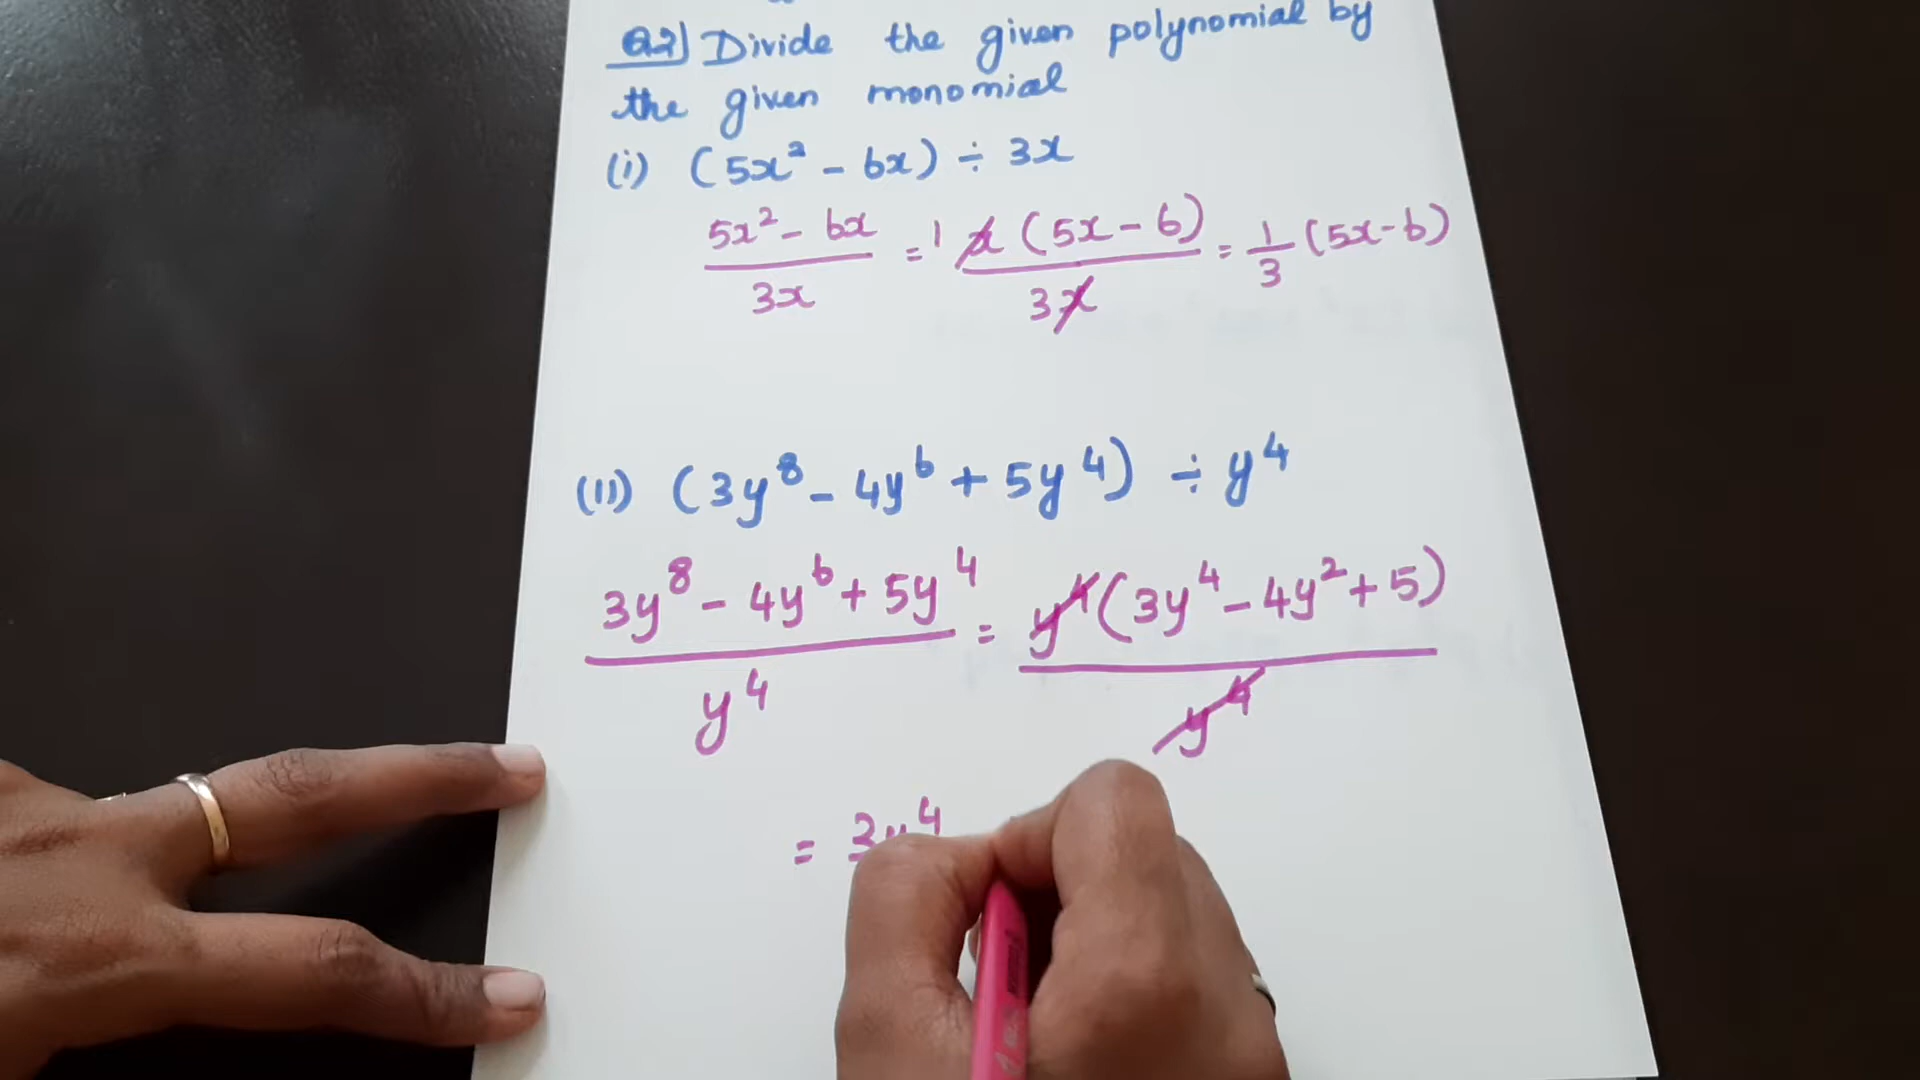 Q2) Divide the given polynomial by
the given monomial
(i) (5x² - 6x) ÷ 3x
5x² - 6x / 3x = 1 x (5x - 6) / 3x = 1/3 (5x - 6)
(ii) (3y⁸ - 4y⁶ + 5y⁴) ÷ y⁴
3y⁸ - 4y⁶ + 5y⁴ / y⁴ = y⁴ (3y⁴ - 4y² + 5) / y⁴
= 3y⁴